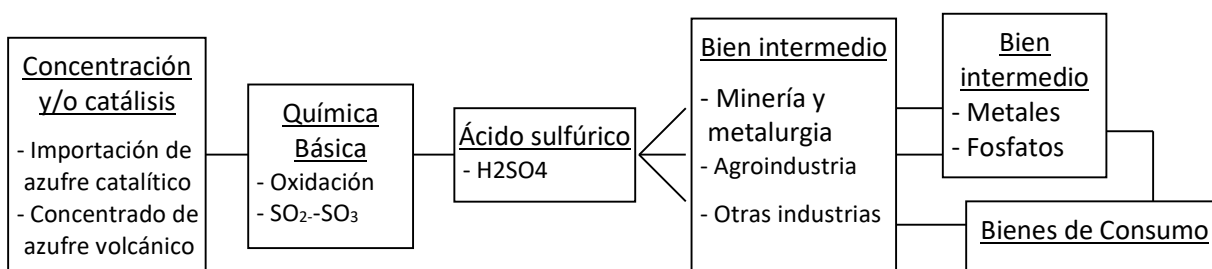 Concentración
y/o catálisis
- Importación de
azufre catalítico
- Concentrado de
azufre volcánico
Química
Básica
- Oxidación
- SO₂-‐SO₃
Ácido sulfúrico
- H2SO4
Bien intermedio
- Minería y
metalurgia
- Agroindustria
- Otras industrias
Bien
intermedio
- Metales
- Fosfatos
Bienes de Consumo